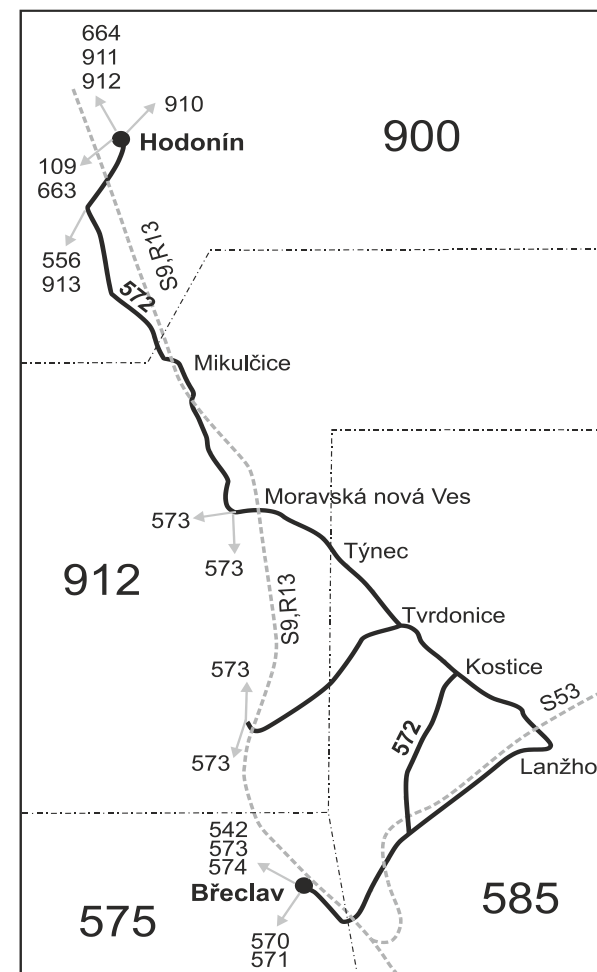 664
911
912
910
Hodonín
900
109
663
556
913
S9,R13
572
Mikulčice
Moravská nová Ves
573
573
912
Týnec
S9,R13
Tvrdonice
573
Kostice
S53
572
573
Lanžho
542
573
574
Břeclav
575
585
570
571